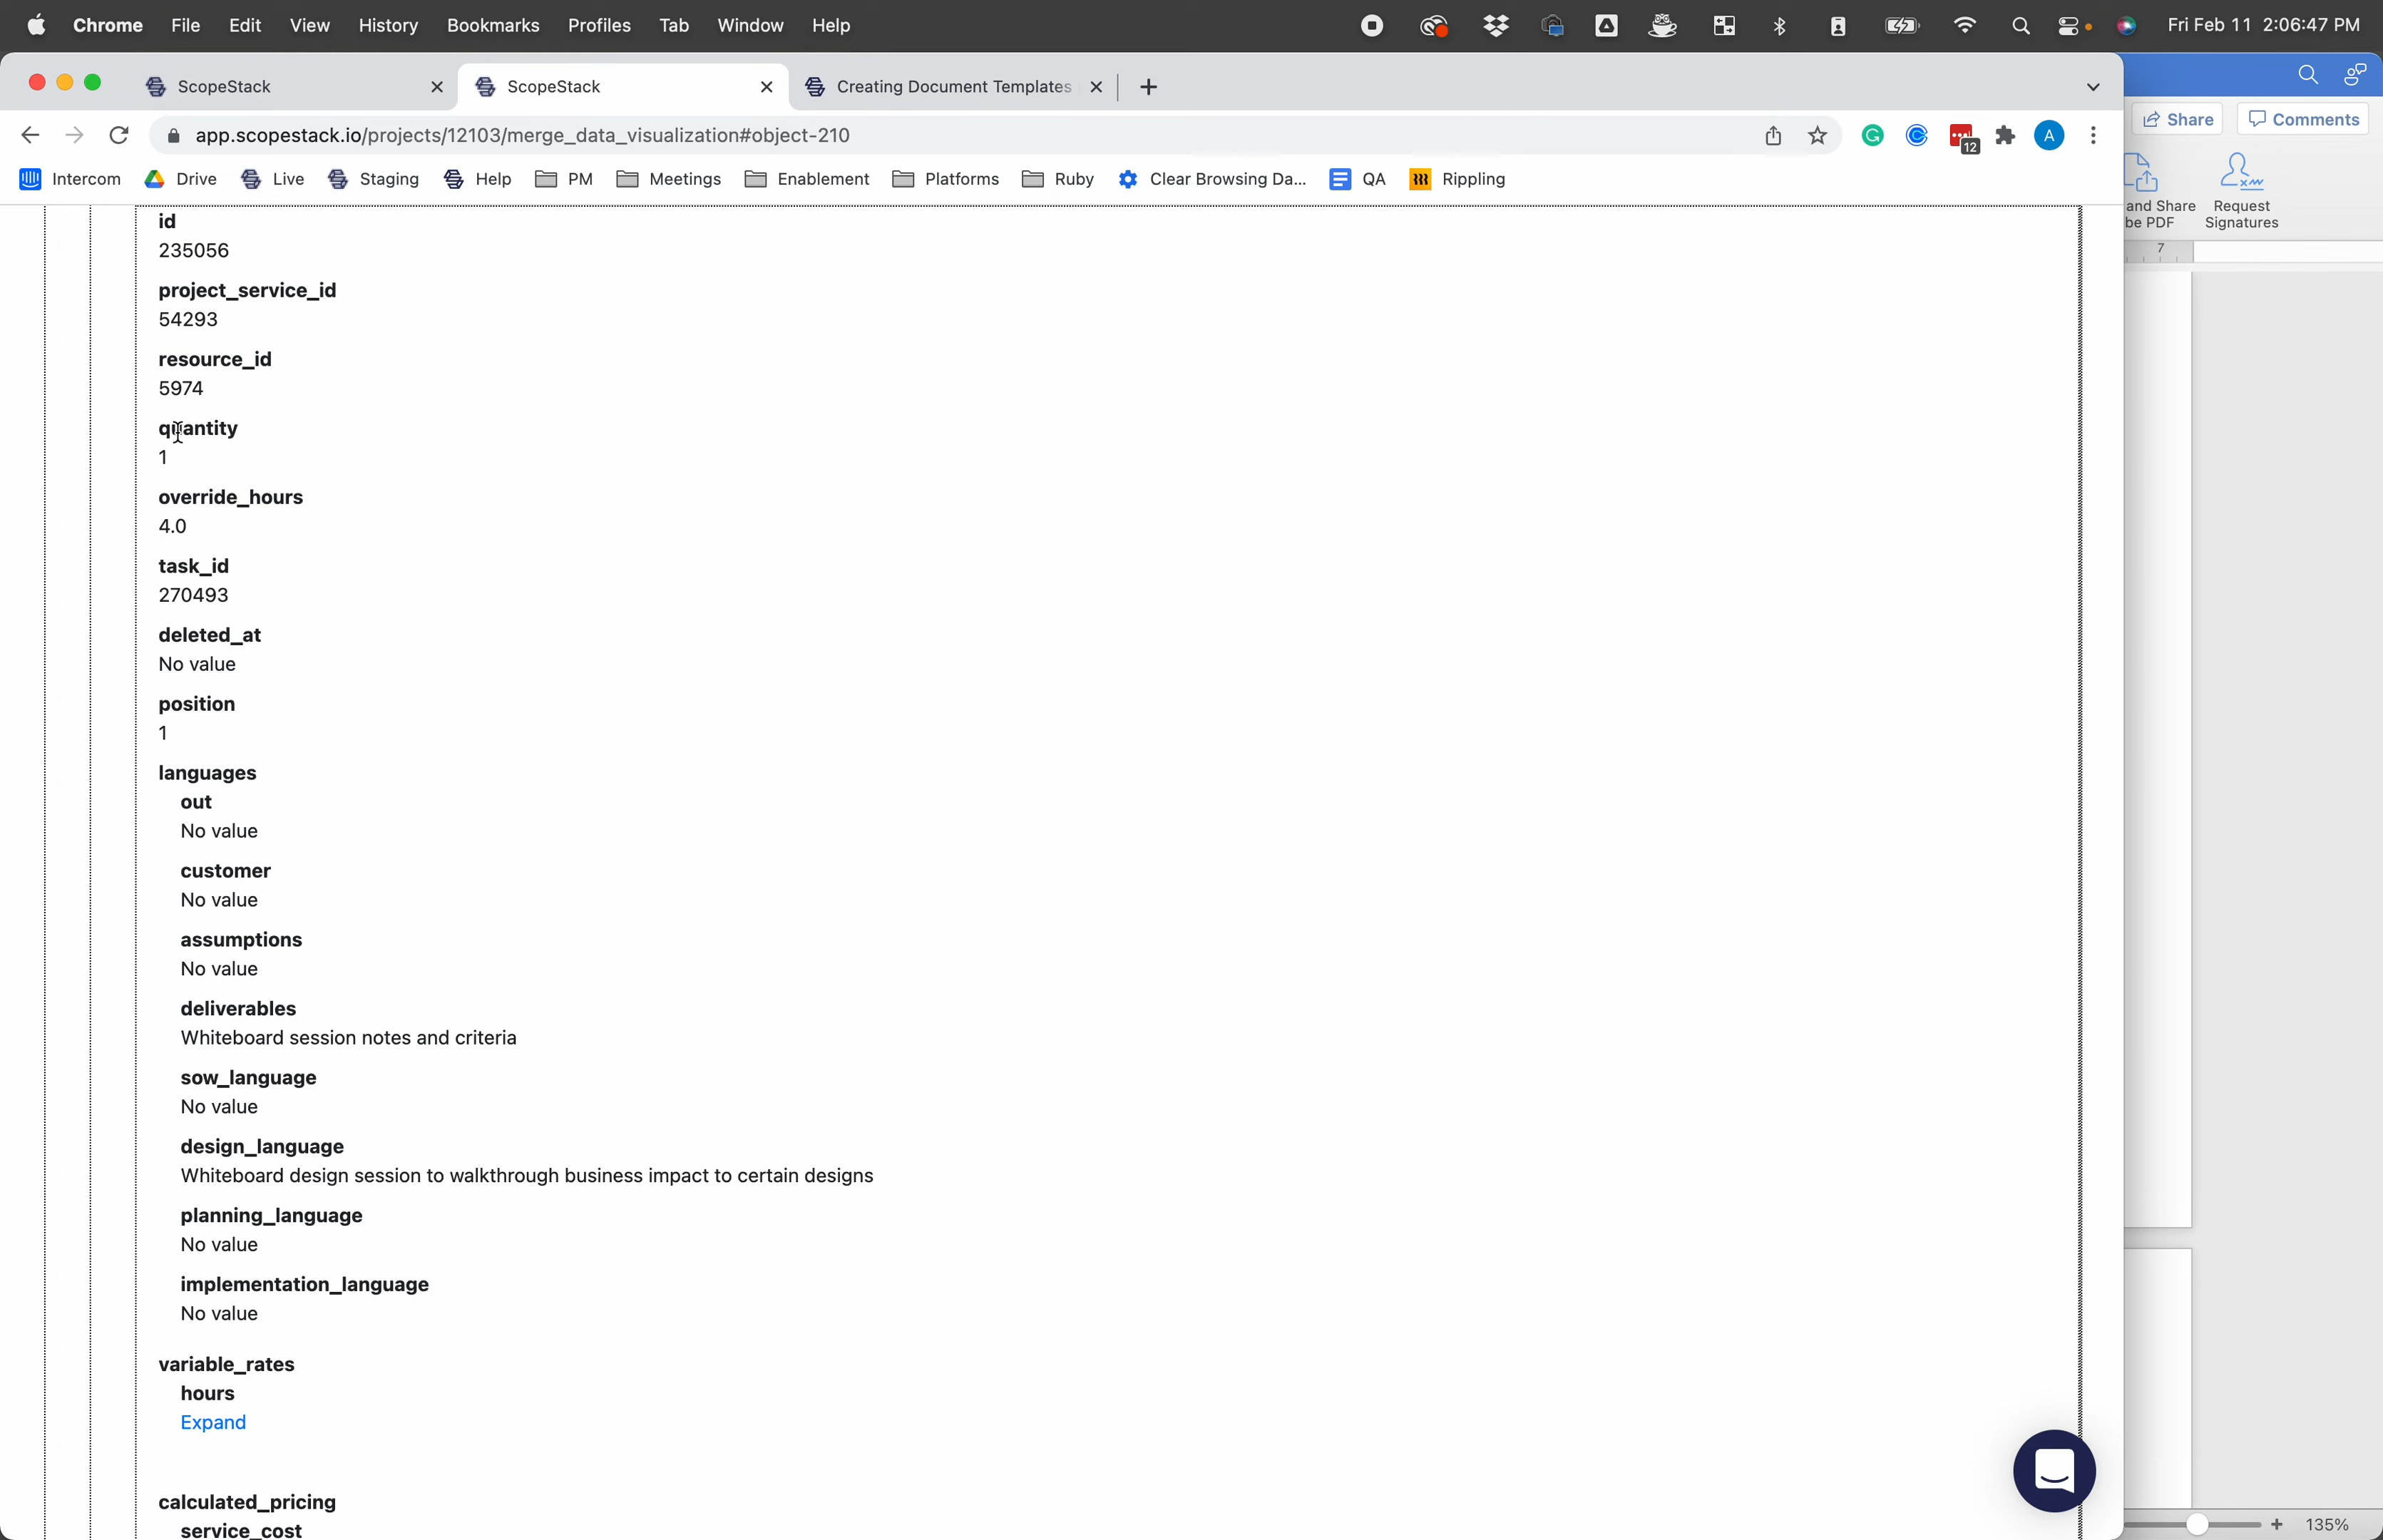 Chrome File Edit View History Bookmarks Profiles Tab Window Help Fri Feb 11 2:06:47 PM
ScopeStack ScopeStack Creating Document Templates
app.scopestack.io/projects/12103/merge_data_visualization#object-210 12 A
Share Comments
Intercom Drive Live Staging Help PM Meetings Enablement Platforms Ruby Clear Browsing Da... QA Rippling
and Share Request
be PDF Signatures
7
id
235056
project_service_id
54293
resource_id
5974
quantity
1
override_hours
4.0
task_id
270493
deleted_at
No value
position
1
languages
out
No value
customer
No value
assumptions
No value
deliverables
Whiteboard session notes and criteria
sow_language
No value
design_language
Whiteboard design session to walkthrough business impact to certain designs
planning_language
No value
implementation_language
No value
variable_rates
hours
Expand
calculated_pricing
service_cost
135%